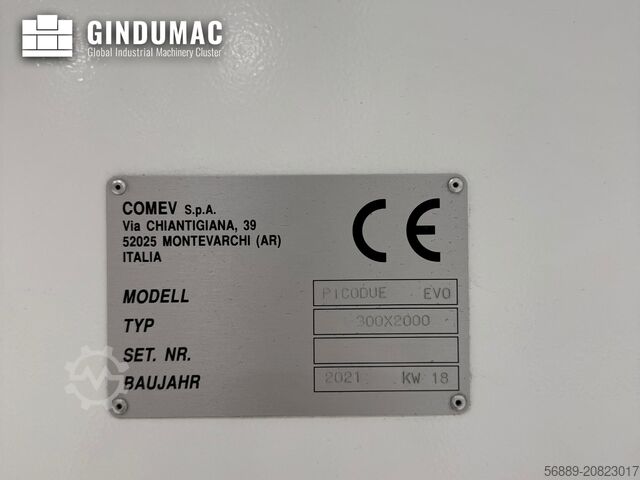 GINDUMAC
Global Industrial Machinery Cluster
COMEV S.p.A.
Via CHIANTIGIANA, 39
52025 MONTEVARCHI (AR)
ITALIA
CE
MODELL PICODUE EVO
TYP 300X2000
SET. NR.
BAUJAHR 2021 KW 18
56889-20823017